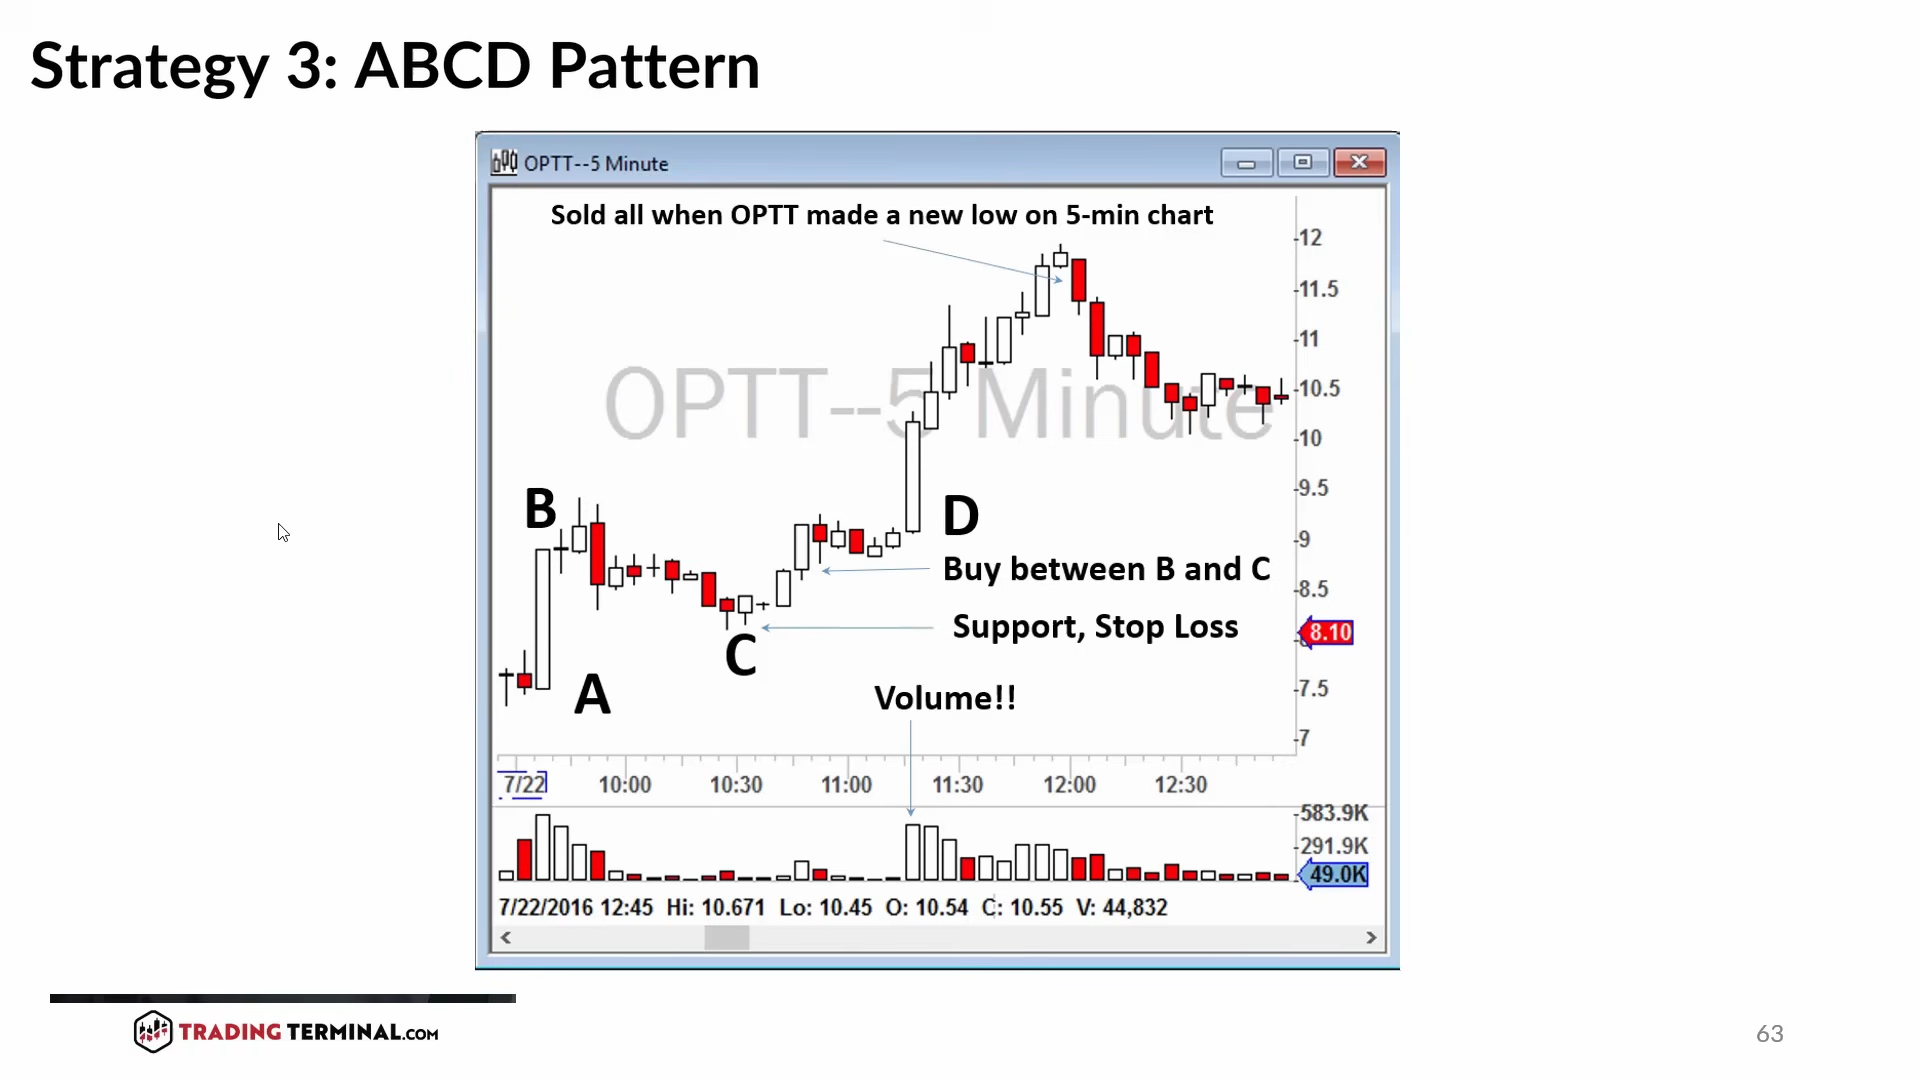 Strategy 3: ABCD Pattern
OPTT--5 Minute
Sold all when OPTT made a new low on 5-min chart
12
11.5
11
OPTT--5 Minute
10.5
10
9.5
B
D
9
Buy between B and C
8.5
Support, Stop Loss
8.10
C
A
7.5
Volume!!
7
7/22 10:00 10:30 11:00 11:30 12:00 12:30
583.9K
291.9K
49.0K
7/22/2016 12:45 Hi: 10.671 Lo: 10.45 O: 10.54 C: 10.55 V: 44,832
TRADING TERMINAL.COM
63